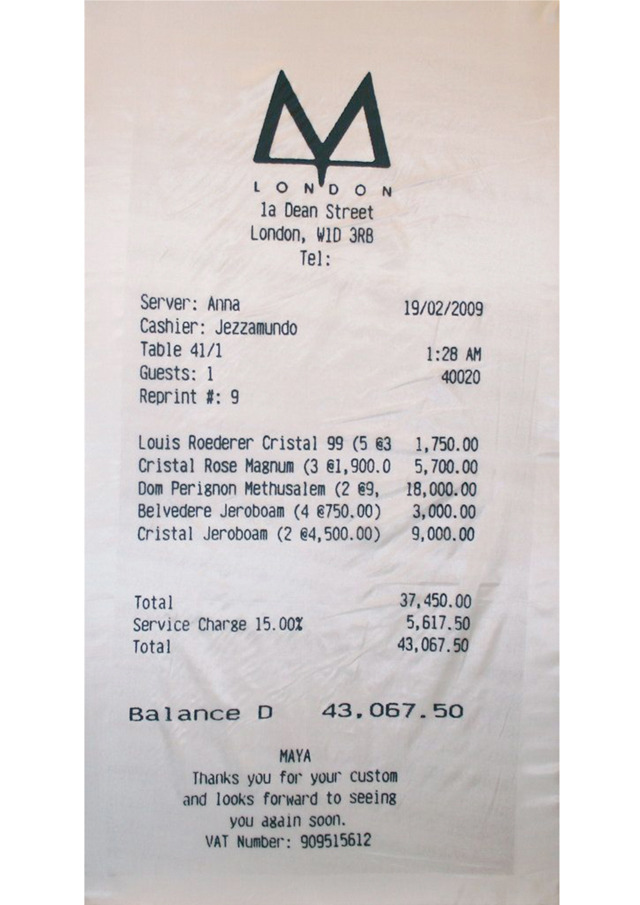 LONDON
1a Dean Street
London, W1D 3RB
Tel:
Server: Anna 19/02/2009
Cashier: Jezzamundo
Table 41/1 1:28 AM
Guests: 1 40020
Reprint #: 9
Louis Roederer Cristal 99 (5 @3 1,750.00
Cristal Rose Magnum (3 @1,900.0 5,700.00
Dom Perignon Methusalem (2 @9, 18,000.00
Belvedere Jeroboam (4 @750.00) 3,000.00
Cristal Jeroboam (2 @4,500.00) 9,000.00
Total 37,450.00
Service Charge 15.00% 5,617.50
Total 43,067.50
Balance D 43,067.50
MAYA
Thanks you for your custom
and looks forward to seeing
you again soon.
VAT Number: 909515612